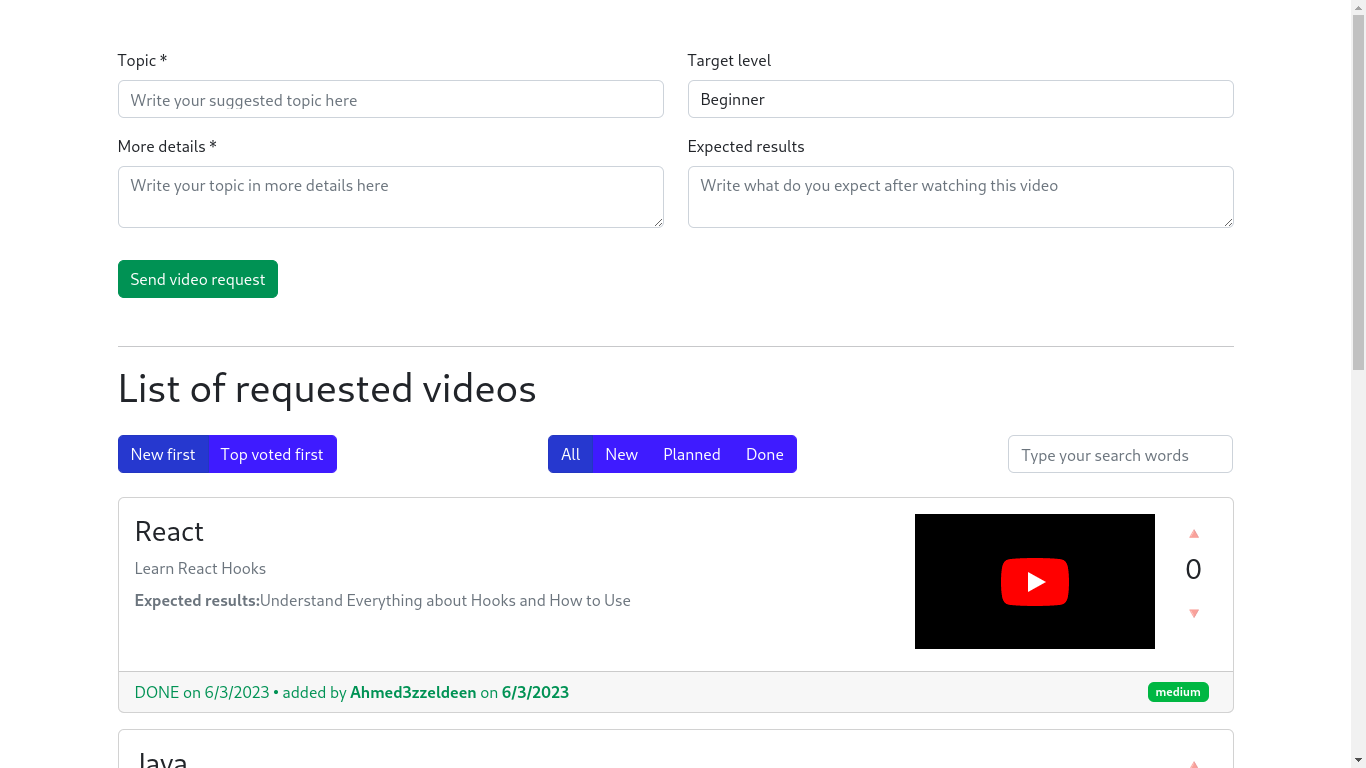 Topic * Target level
Write your suggested topic here Beginner
More details * Expected results
Write your topic in more details here Write what do you expect after watching this video
Send video request
List of requested videos
New first Top voted first All New Planned Done Type your search words
React
Learn React Hooks
0
Expected results:Understand Everything about Hooks and How to Use
DONE on 6/3/2023 • added by Ahmed3zzeldeen on 6/3/2023 medium
Java